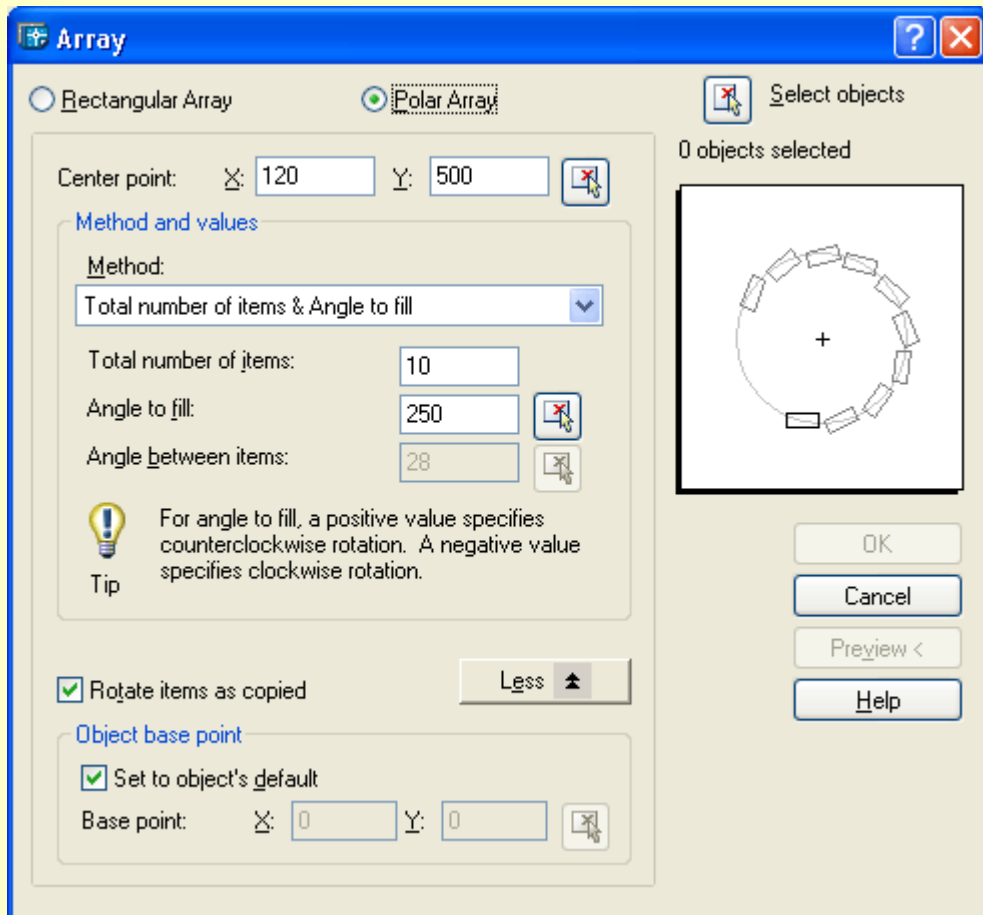 Array
Rectangular Array
Polar Array
Select objects
0 objects selected
Center point: X: 120 Y: 500
Method and values
Method:
Total number of items & Angle to fill
Total number of items: 10
Angle to fill: 250
Angle between items: 28
For angle to fill, a positive value specifies
counterclockwise rotation. A negative value
specifies clockwise rotation.
Tip
OK
Cancel
Preview <
Help
Rotate items as copied
Less
Object base point
Set to object's default
Base point: X: 0 Y: 0